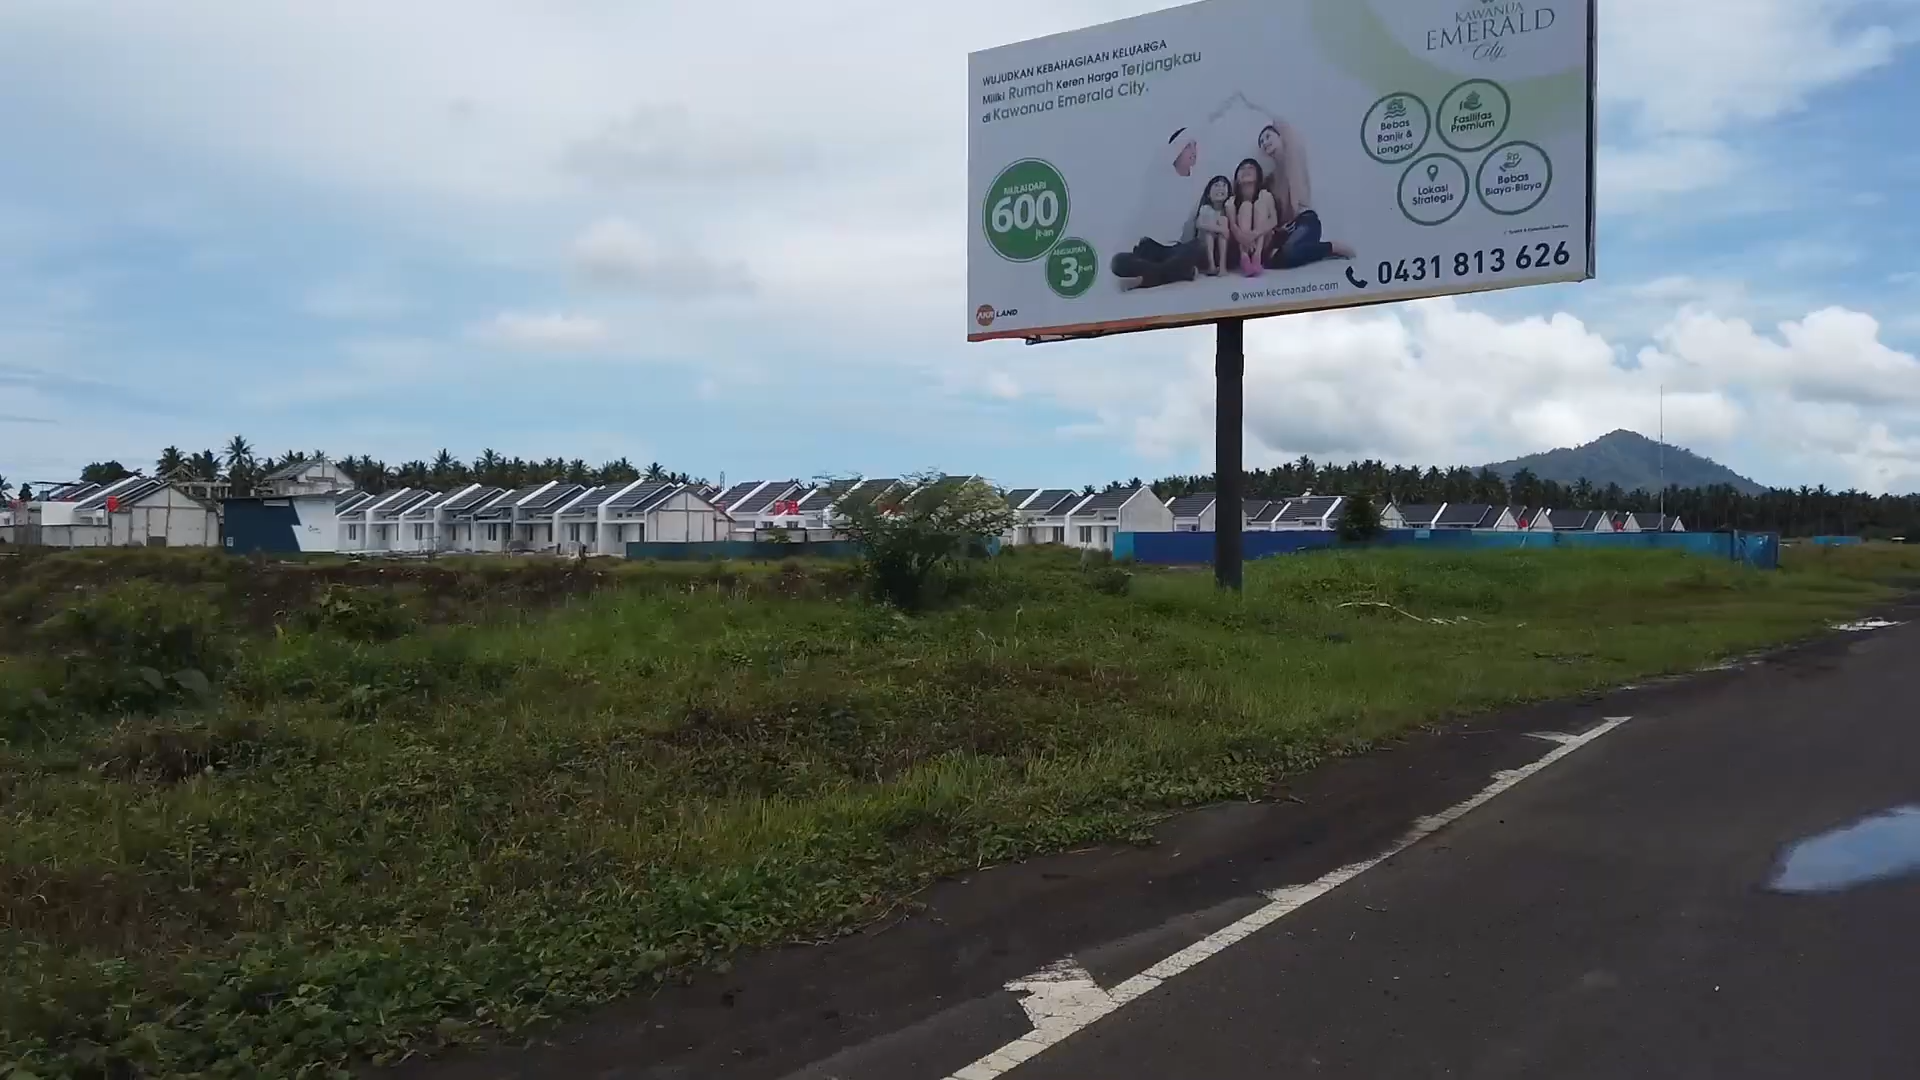 KAWANUA
EMERALD
City
WUJUDKAN KEBAHAGIAAN KELUARGA
Miliki Rumah Keren Harga Terjangkau
di Kawanua Emerald City.
Bebas
Banjir &
Longsor
Fasilitas
Premium
Lokasi
Strategis
Rp
Bebas
Biaya-Biaya
MULAI DARI
600
jt-an
ANGSURAN
3
jt-an
0431 813 626
www.kecmanado.com
AKR LAND